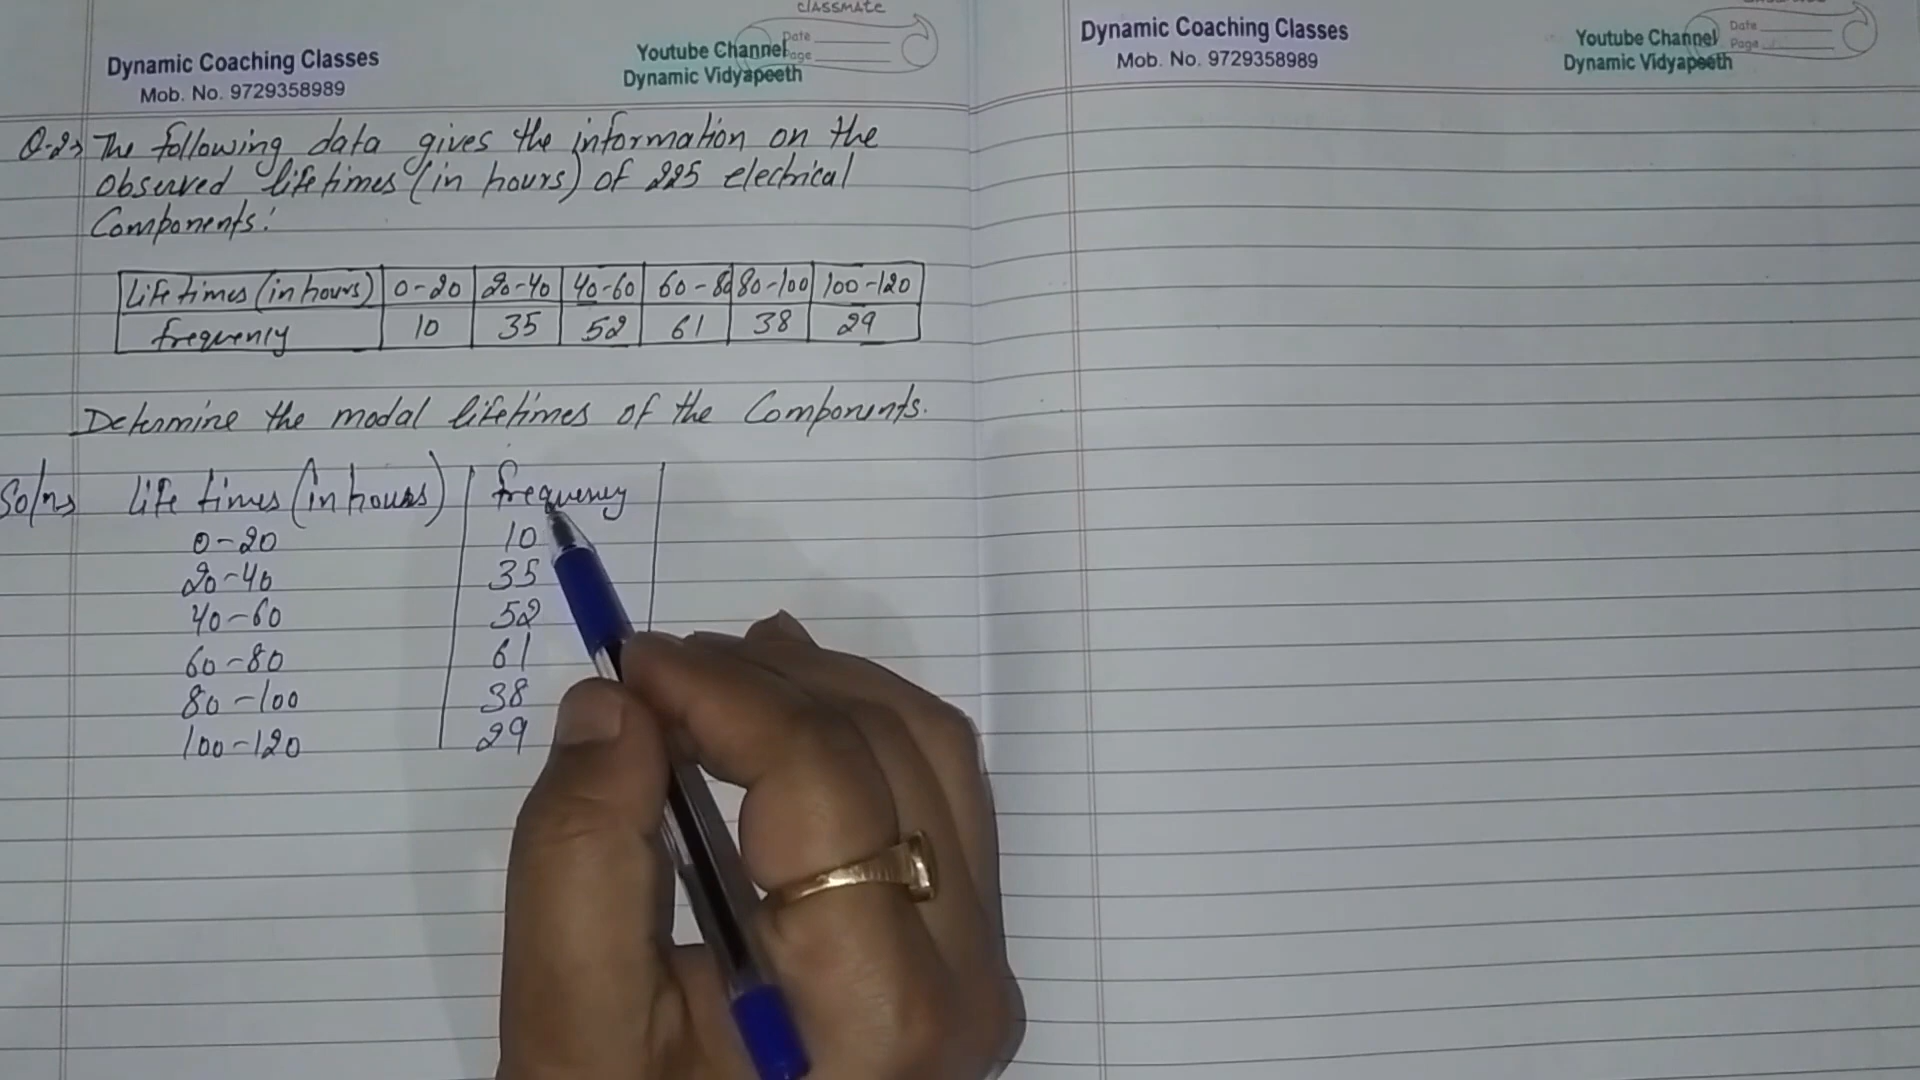 classmate
Date
Page
Dynamic Coaching Classes
Mob. No. 9729358989
Youtube Channel
Dynamic Vidyapeeth
Q-2→ The following data gives the information on the
observed lifetimes (in hours) of 225 electrical
Components:
Lifetimes (in hours) 0-20 20-40 40-60 60-80 80-100 100-120
frequency 10 35 52 61 38 29
Determine the modal lifetimes of the Components.
Soln→ Life times (in hours) frequency
0-20 10
20-40 35
40-60 52
60-80 61
80-100 38
100-120 29
Date
Page
Dynamic Coaching Classes
Mob. No. 9729358989
Youtube Channel
Dynamic Vidyapeeth